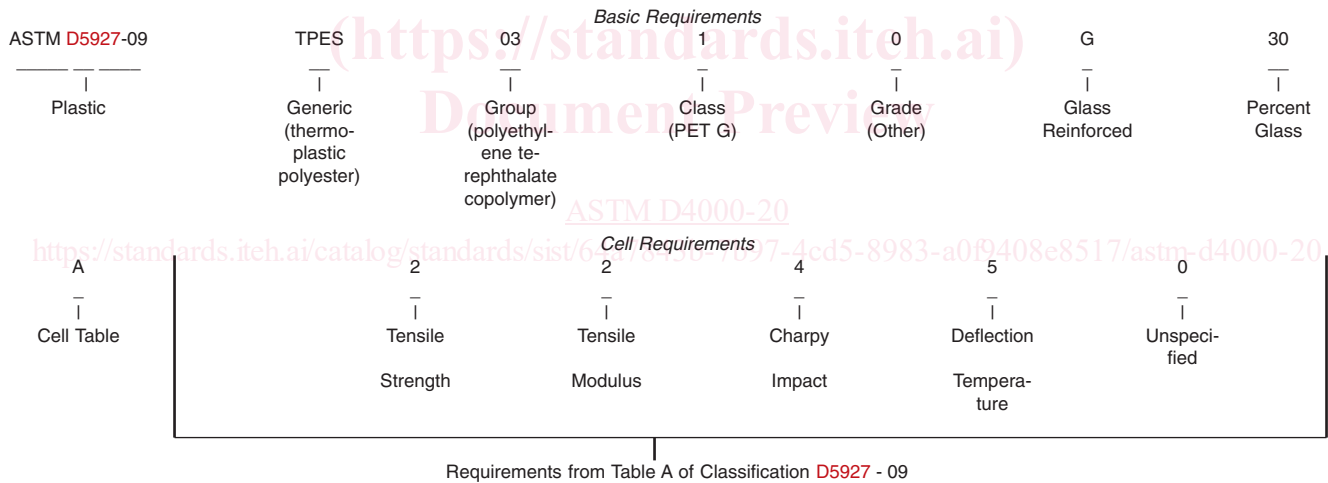 Basic Requirements
(https://standards.iteh.ai)
ASTM D5927-09 TPES 03 1 0 G 30
Plastic Generic Group Class Grade Glass Percent
(thermo- (polyethyl- (PET G) (Other) Reinforced Glass
plastic ene te-
polyester) rephthalate
copolymer)
Document Preview
ASTM D4000-20
Cell Requirements
https://standards.iteh.ai/catalog/standards/sist/64a7843b-7b97-4cd5-8983-a0f9408e8517/astm-d4000-20
A 2 2 4 5 0
Cell Table Tensile Tensile Charpy Deflection Unspeci-
fied
Strength Modulus Impact Tempera-
ture
Requirements from Table A of Classification D5927 - 09